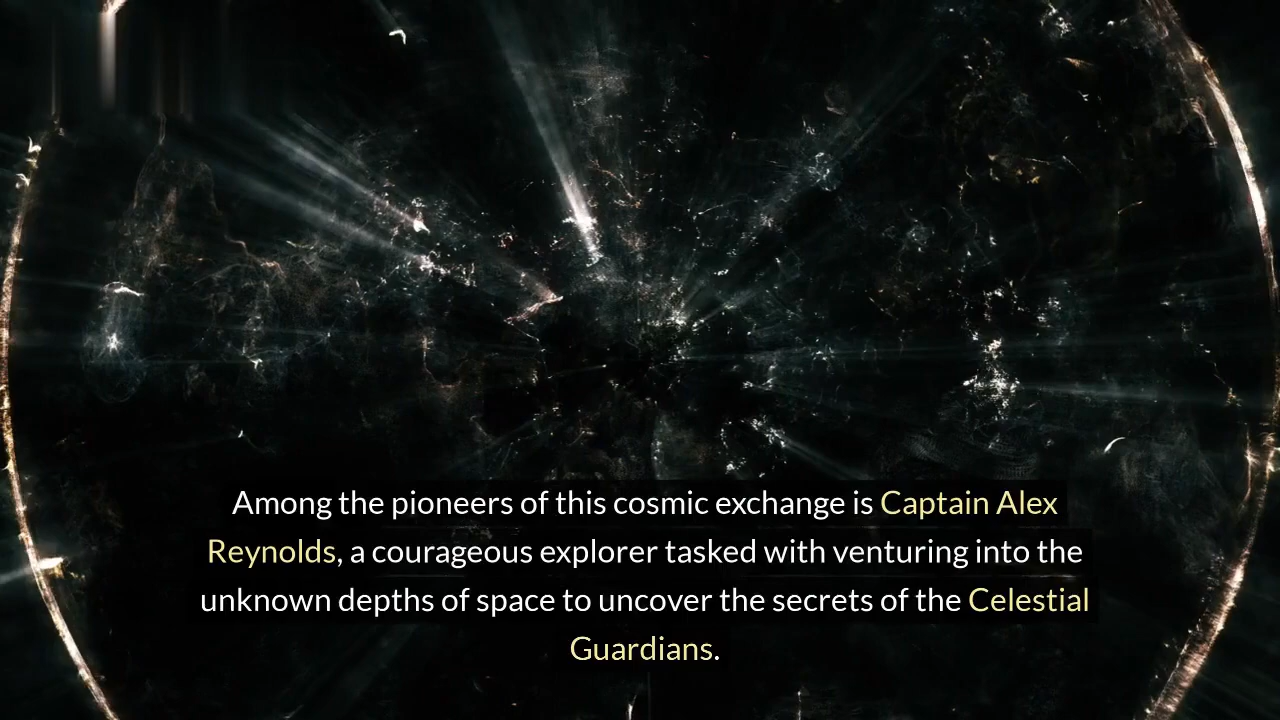 Among the pioneers of this cosmic exchange is Captain Alex
Reynolds, a courageous explorer tasked with venturing into the
unknown depths of space to uncover the secrets of the Celestial
Guardians.